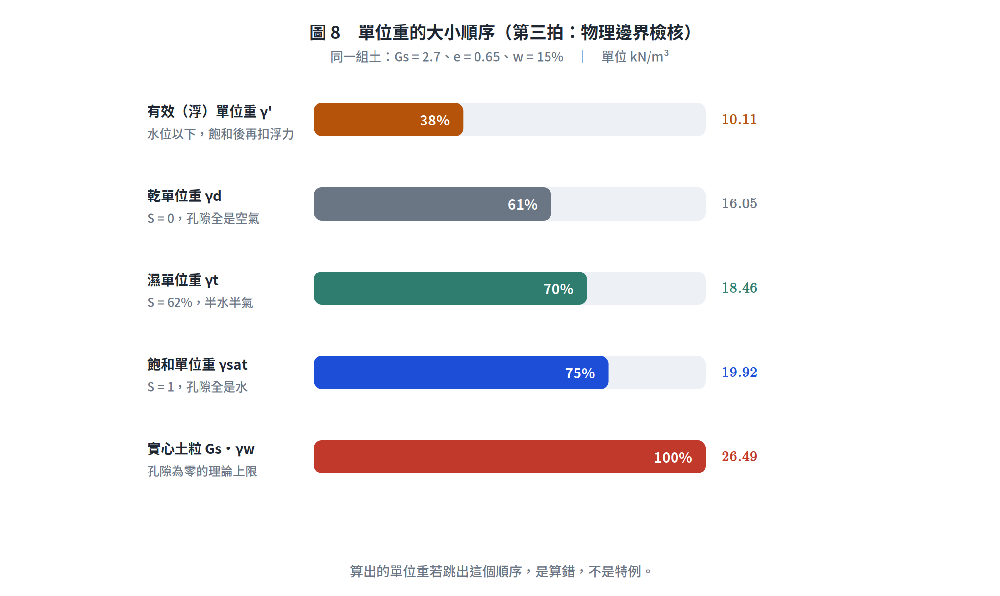 圖 8　單位重的大小順序（第三拍：物理邊界檢核）
同一組土：Gs = 2.7、e = 0.65、w = 15%　｜　單位 kN/m³
有效（浮）單位重 γ'
水位以下，飽和後再扣浮力
38%
10.11
乾單位重 γd
S = 0，孔隙全是空氣
61%
16.05
濕單位重 γt
S = 62%，半水半氣
70%
18.46
飽和單位重 γsat
S = 1，孔隙全是水
75%
19.92
實心土粒 Gs・γw
孔隙為零的理論上限
100%
26.49
算出的單位重若跳出這個順序，是算錯，不是特例。